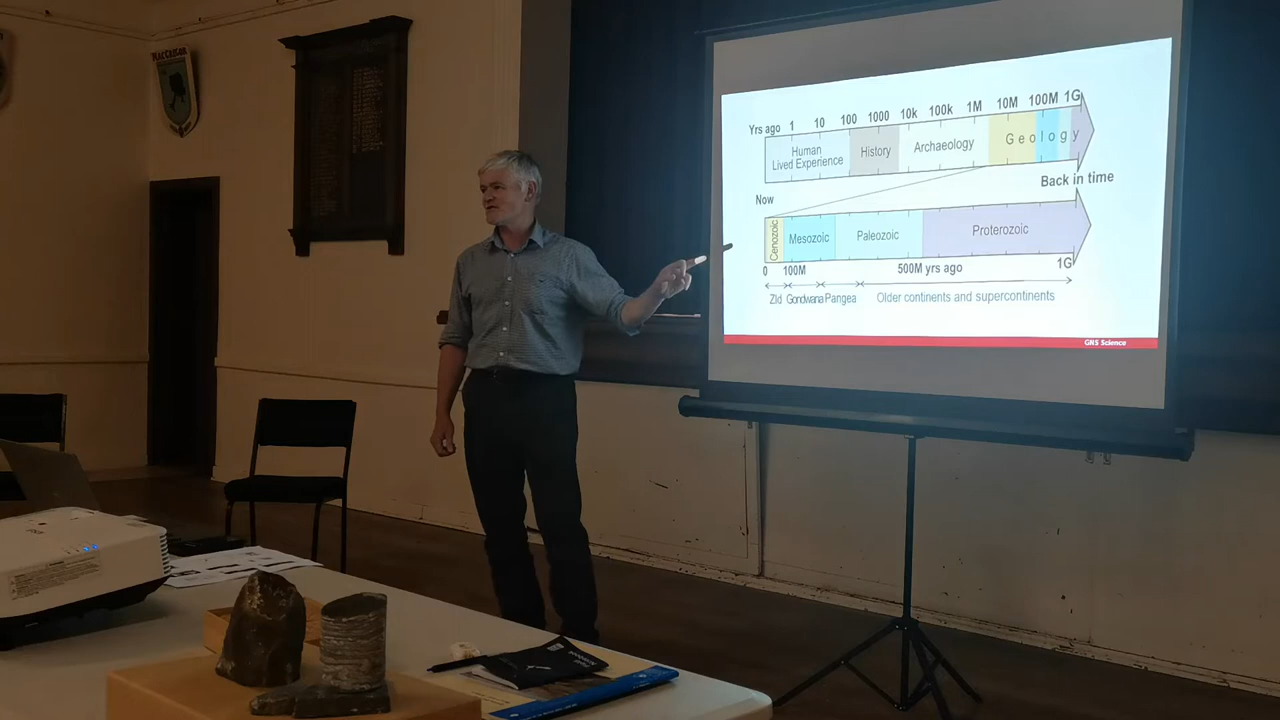 Yrs ago 1 10 100 1000 10k 100k 1M 10M 100M 1G
Human
Lived Experience
History
Archaeology
Geology
Back in time
Now
Cenozoic
Mesozoic
Paleozoic
Proterozoic
0 100M 500M yrs ago 1G
Zld Gondwana Pangea Older continents and supercontinents
GNS Science